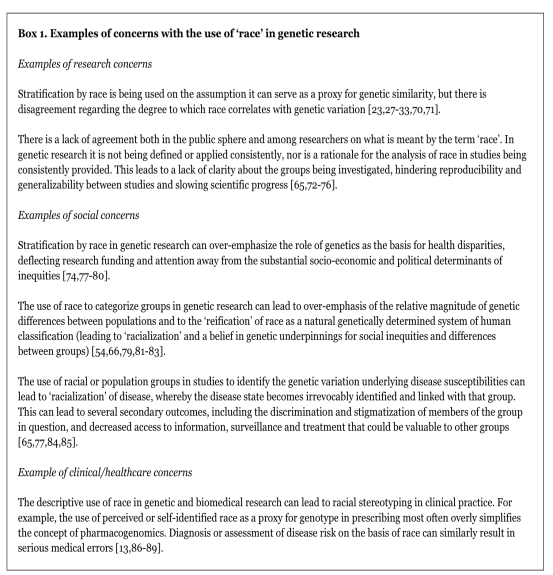 Box 1. Examples of concerns with the use of ‘race’ in genetic research
Examples of research concerns
Stratification by race is being used on the assumption it can serve as a proxy for genetic similarity, but there is
disagreement regarding the degree to which race correlates with genetic variation [23,27-33,70,71].
There is a lack of agreement both in the public sphere and among researchers on what is meant by the term ‘race’. In
genetic research it is not being defined or applied consistently, nor is a rationale for the analysis of race in studies being
consistently provided. This leads to a lack of clarity about the groups being investigated, hindering reproducibility and
generalizability between studies and slowing scientific progress [65,72-76].
Examples of social concerns
Stratification by race in genetic research can over-emphasize the role of genetics as the basis for health disparities,
deflecting research funding and attention away from the substantial socio-economic and political determinants of
inequities [74,77-80].
The use of race to categorize groups in genetic research can lead to over-emphasis of the relative magnitude of genetic
differences between populations and to the ‘reification’ of race as a natural genetically determined system of human
classification (leading to ‘racialization’ and a belief in genetic underpinnings for social inequities and differences
between groups) [54,66,79,81-83].
The use of racial or population groups in studies to identify the genetic variation underlying disease susceptibilities can
lead to ‘racialization’ of disease, whereby the disease state becomes irrevocably identified and linked with that group.
This can lead to several secondary outcomes, including the discrimination and stigmatization of members of the group
in question, and decreased access to information, surveillance and treatment that could be valuable to other groups
[65,77,84,85].
Example of clinical/healthcare concerns
The descriptive use of race in genetic and biomedical research can lead to racial stereotyping in clinical practice. For
example, the use of perceived or self-identified race as a proxy for genotype in prescribing most often overly simplifies
the concept of pharmacogenomics. Diagnosis or assessment of disease risk on the basis of race can similarly result in
serious medical errors [13,86-89].